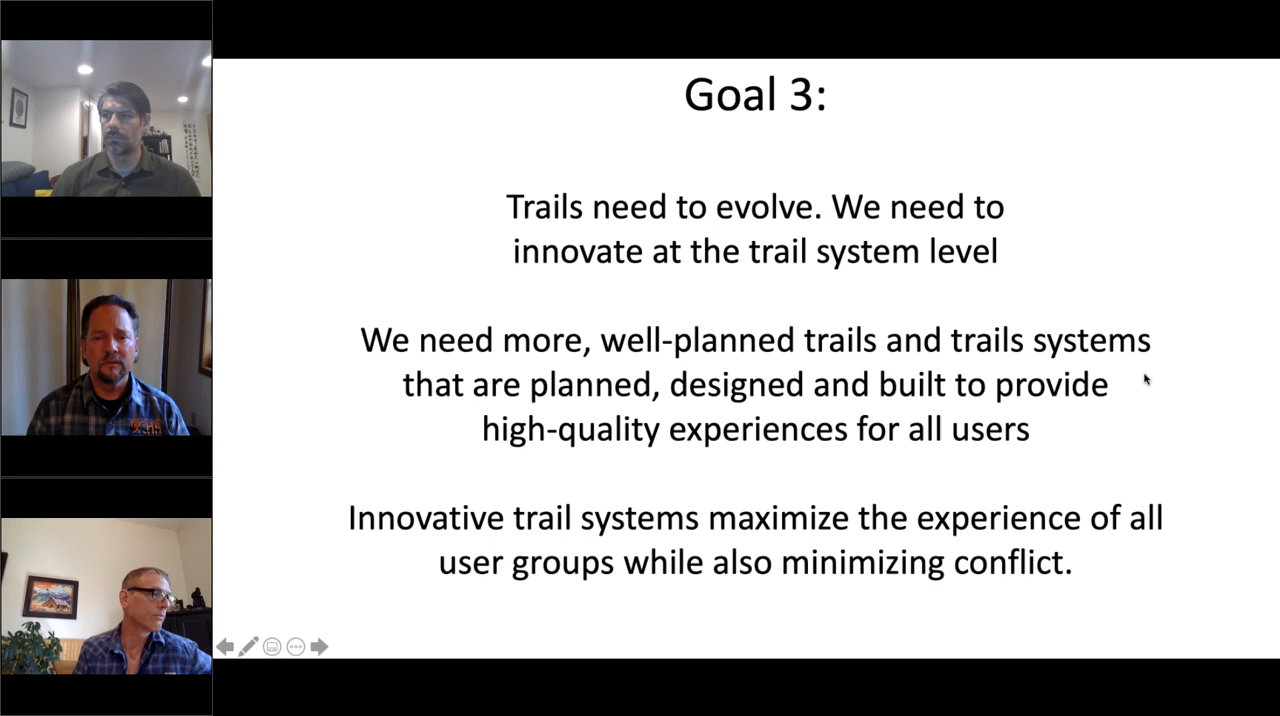 Goal 3:
Trails need to evolve. We need to
innovate at the trail system level
We need more, well-planned trails and trails systems
that are planned, designed and built to provide
high-quality experiences for all users
Innovative trail systems maximize the experience of all
user groups while also minimizing conflict.